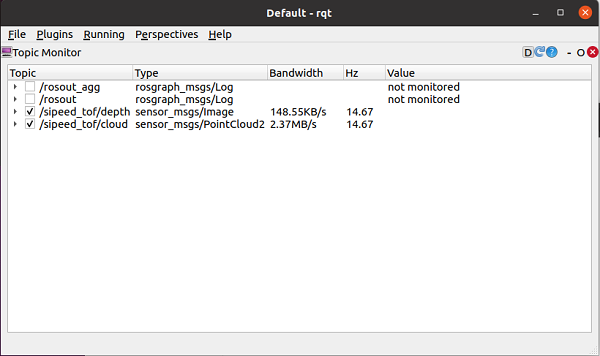 Default - rqt
File Plugins Running Perspectives Help
Topic Monitor D ? - O
Topic Type Bandwidth Hz Value
/rosout_agg rosgraph_msgs/Log not monitored
/rosout rosgraph_msgs/Log not monitored
/sipeed_tof/depth sensor_msgs/Image 148.55KB/s 14.67
/sipeed_tof/cloud sensor_msgs/PointCloud2 2.37MB/s 14.67